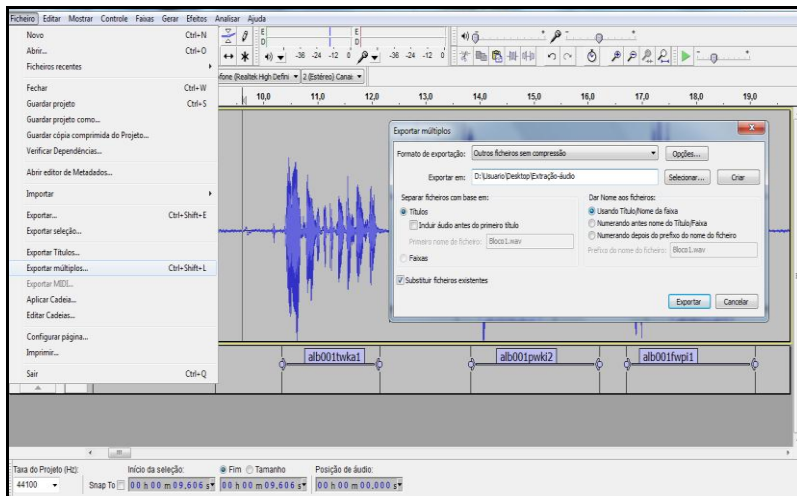 Ficheiro Editar Mostrar Controle Faixas Gerar Efeitos Analisar Ajuda
Novo Ctrl+N
Abrir... Ctrl+O
Ficheiros recentes
Fechar Ctrl+W
Guardar projeto Ctrl+S
Guardar projeto como...
Guardar cópia comprimida do Projeto...
Verificar Dependências...
Abrir editor de Metadados...
Importar
Exportar... Ctrl+Shift+E
Exportar seleção...
Exportar Títulos...
Exportar múltiplos... Ctrl+Shift+L
Exportar MIDI...
Aplicar Cadeia...
Editar Cadeias...
Configurar página...
Imprimir...
Sair Ctrl+Q
E E
D D
-36 -24 -12 0 -36 -24 -12 0
fone (Realtek High Defini 2 (Estéreo) Canai
10,0 11,0 12,0 13,0 14,0 15,0 16,0 17,0 18,0 19,0
Exportar múltiplos
Formato de exportação: Outros ficheiros sem compressão Opções...
Exportar em: D:\Usuario\Desktop\Extração-áudio Selecionar... Criar
Separar ficheiros com base em: Dar Nome aos ficheiros:
Títulos Usando Título/Nome da faixa
Incluir áudio antes do primeiro título Numerando antes nome do Título/Faixa
Primeiro nome do ficheiro: Bloco1.wav Numerando depois do prefixo do nome do ficheiro
Faixas Prefixo do nome do ficheiro: Bloco1.wav
Substituir ficheiros existentes
Exportar Cancelar
alb001twka1 alb001pwki2 alb001fwpi1
Taxa do Projeto (Hz): Início da seleção: Fim Tamanho Posição de áudio:
44100 Snap To 00 h 00 m 09,606 s 00 h 00 m 09,606 s 00 h 00 m 00,000 s